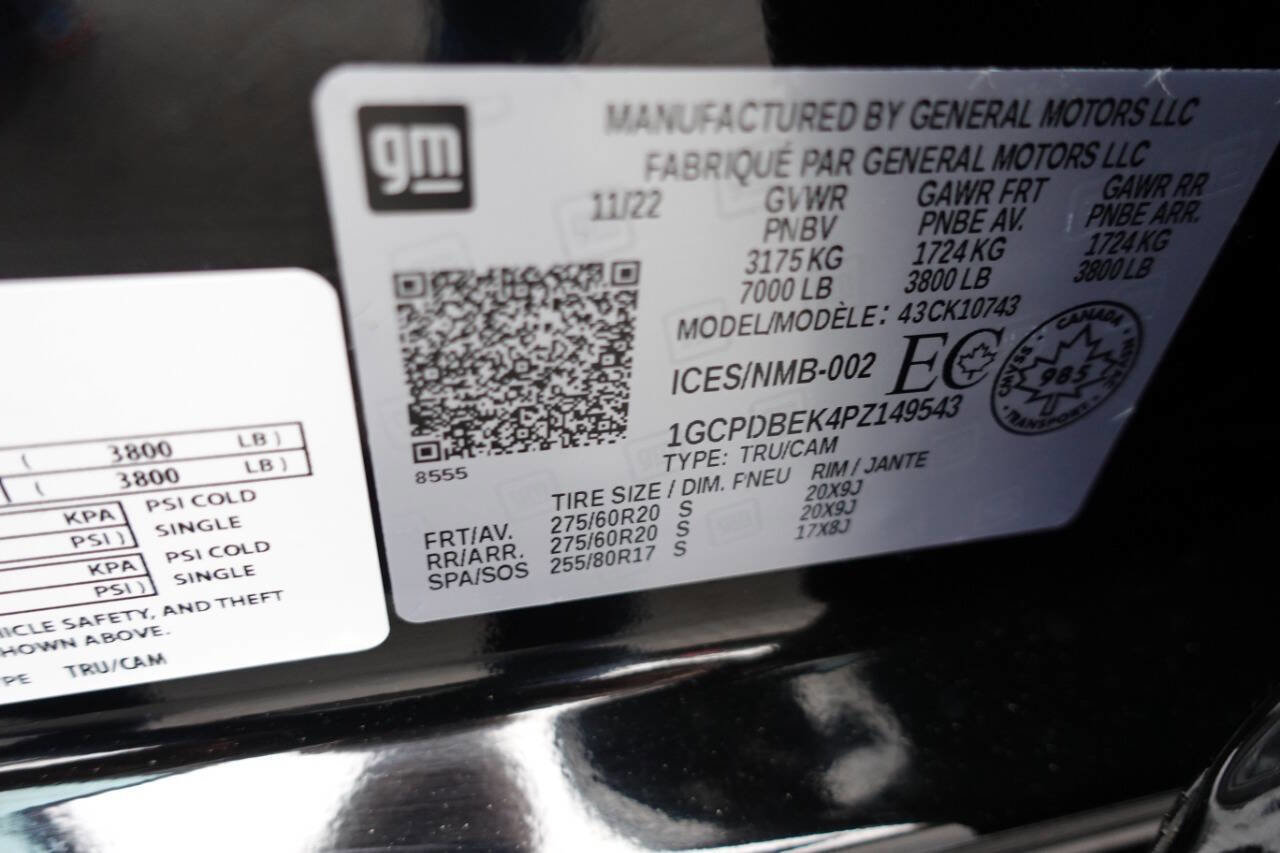 gm
MANUFACTURED BY GENERAL MOTORS LLC
FABRIQUÉ PAR GENERAL MOTORS LLC
11/22 GVWR GAWR FRT GAWR RR
PNBV PNBE AV. PNBE ARR.
3175 KG 1724 KG 1724 KG
7000 LB 3800 LB 3800 LB
MODEL/MODÈLE: 43CK10743
ICES/NMB-002 EC
CANADA
985
TRANSPORT
1GCPDBEK4PZ149543
TYPE: TRU/CAM
8555
TIRE SIZE / DIM. PNEU RIM / JANTE
FRT/AV. 275/60R20 S 20X9J
RR/ARR. 275/60R20 S 20X9J
SPA/SOS 255/80R17 S 17X8J
( 3800 LB )
( 3800 LB )
KPA PSI COLD
PSI ) SINGLE
KPA PSI COLD
PSI ) SINGLE
HICLE SAFETY, AND THEFT
HOWN ABOVE.
PE TRU/CAM